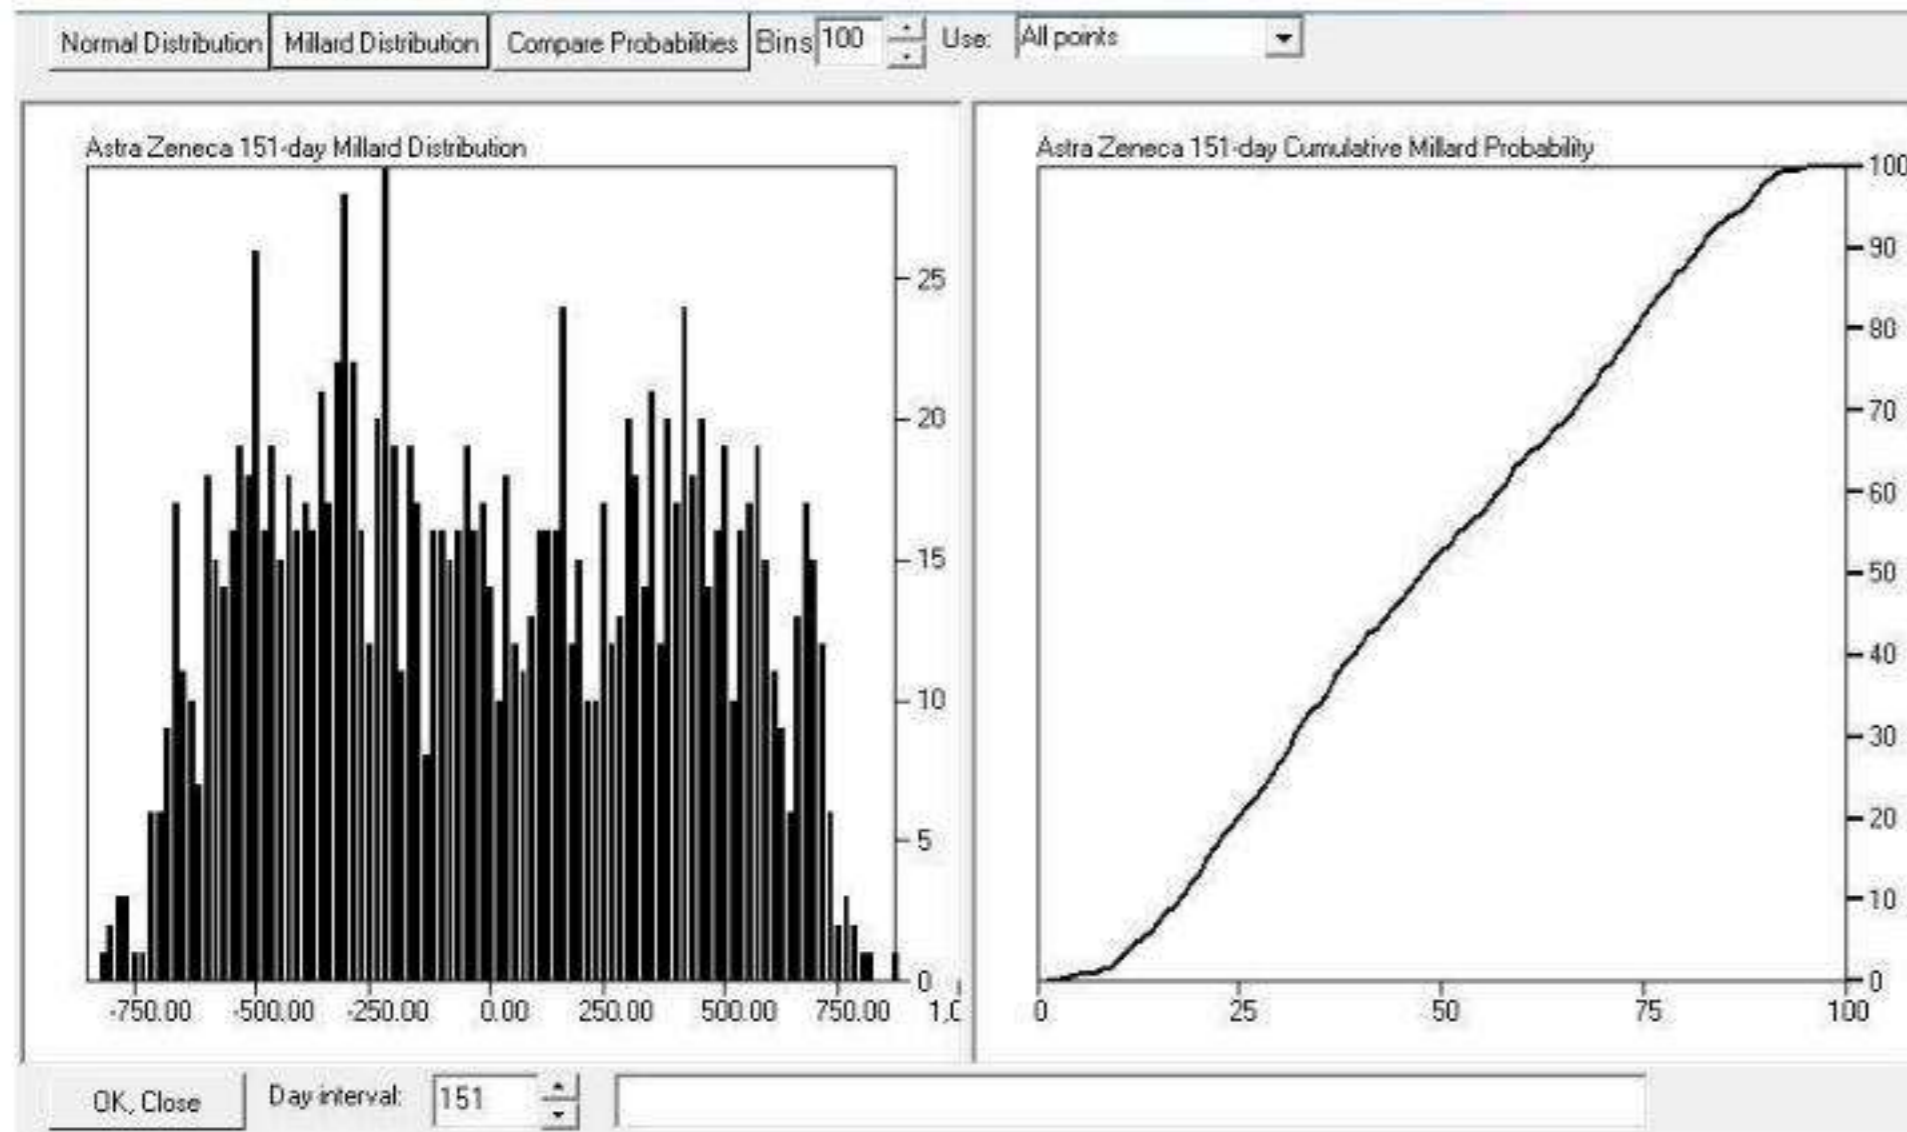 Normal Distribution Millard Distribution Compare Probabilities Bins 100 Use: All points
Astra Zeneca 151-day Millard Distribution
25
20
15
10
5
0
-750.00 -500.00 -250.00 0.00 250.00 500.00 750.00
Astra Zeneca 151-day Cumulative Millard Probability
100
90
80
70
60
50
40
30
20
10
0
0 25 50 75 100
OK, Close Day interval: 151